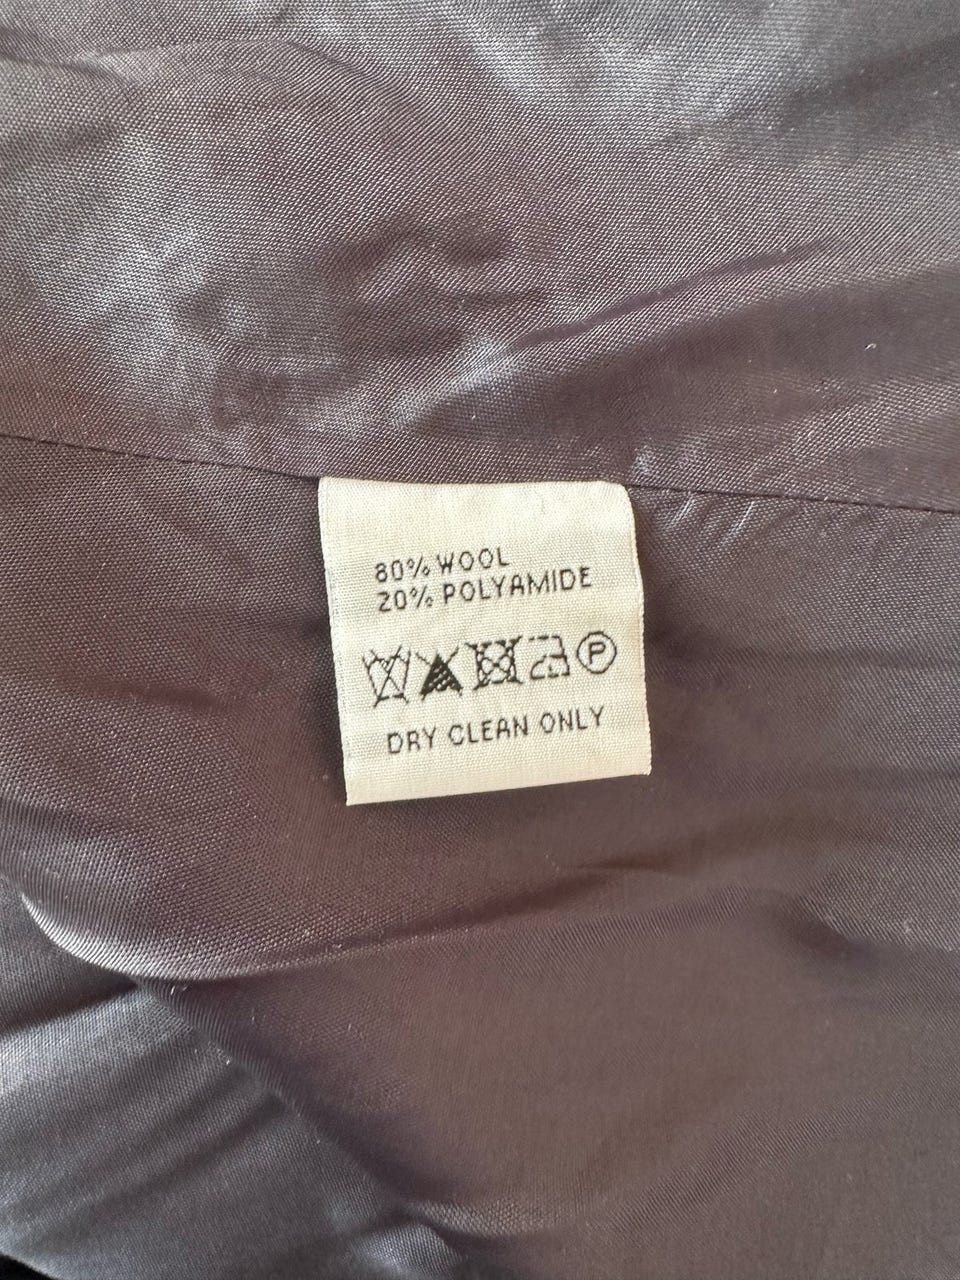 80% WOOL
20% POLYAMIDE
P
DRY CLEAN ONLY